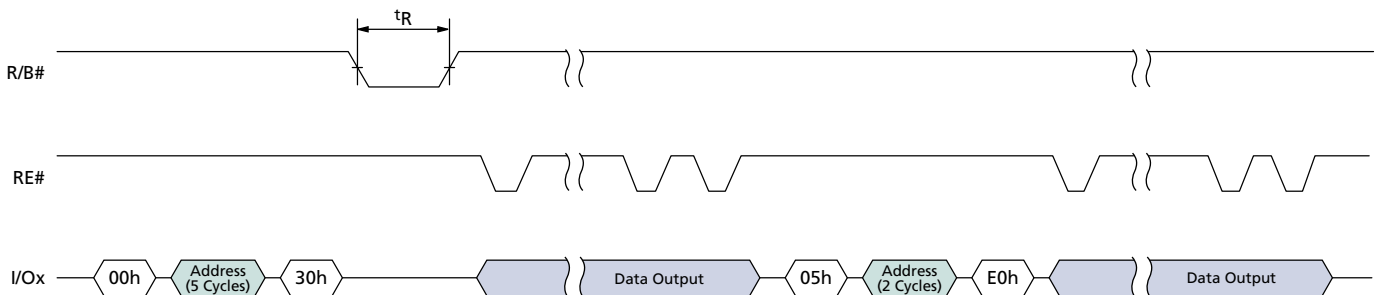 tR
R/B#
RE#
I/Ox
00h
Address
(5 Cycles)
30h
Data Output
05h
Address
(2 Cycles)
E0h
Data Output